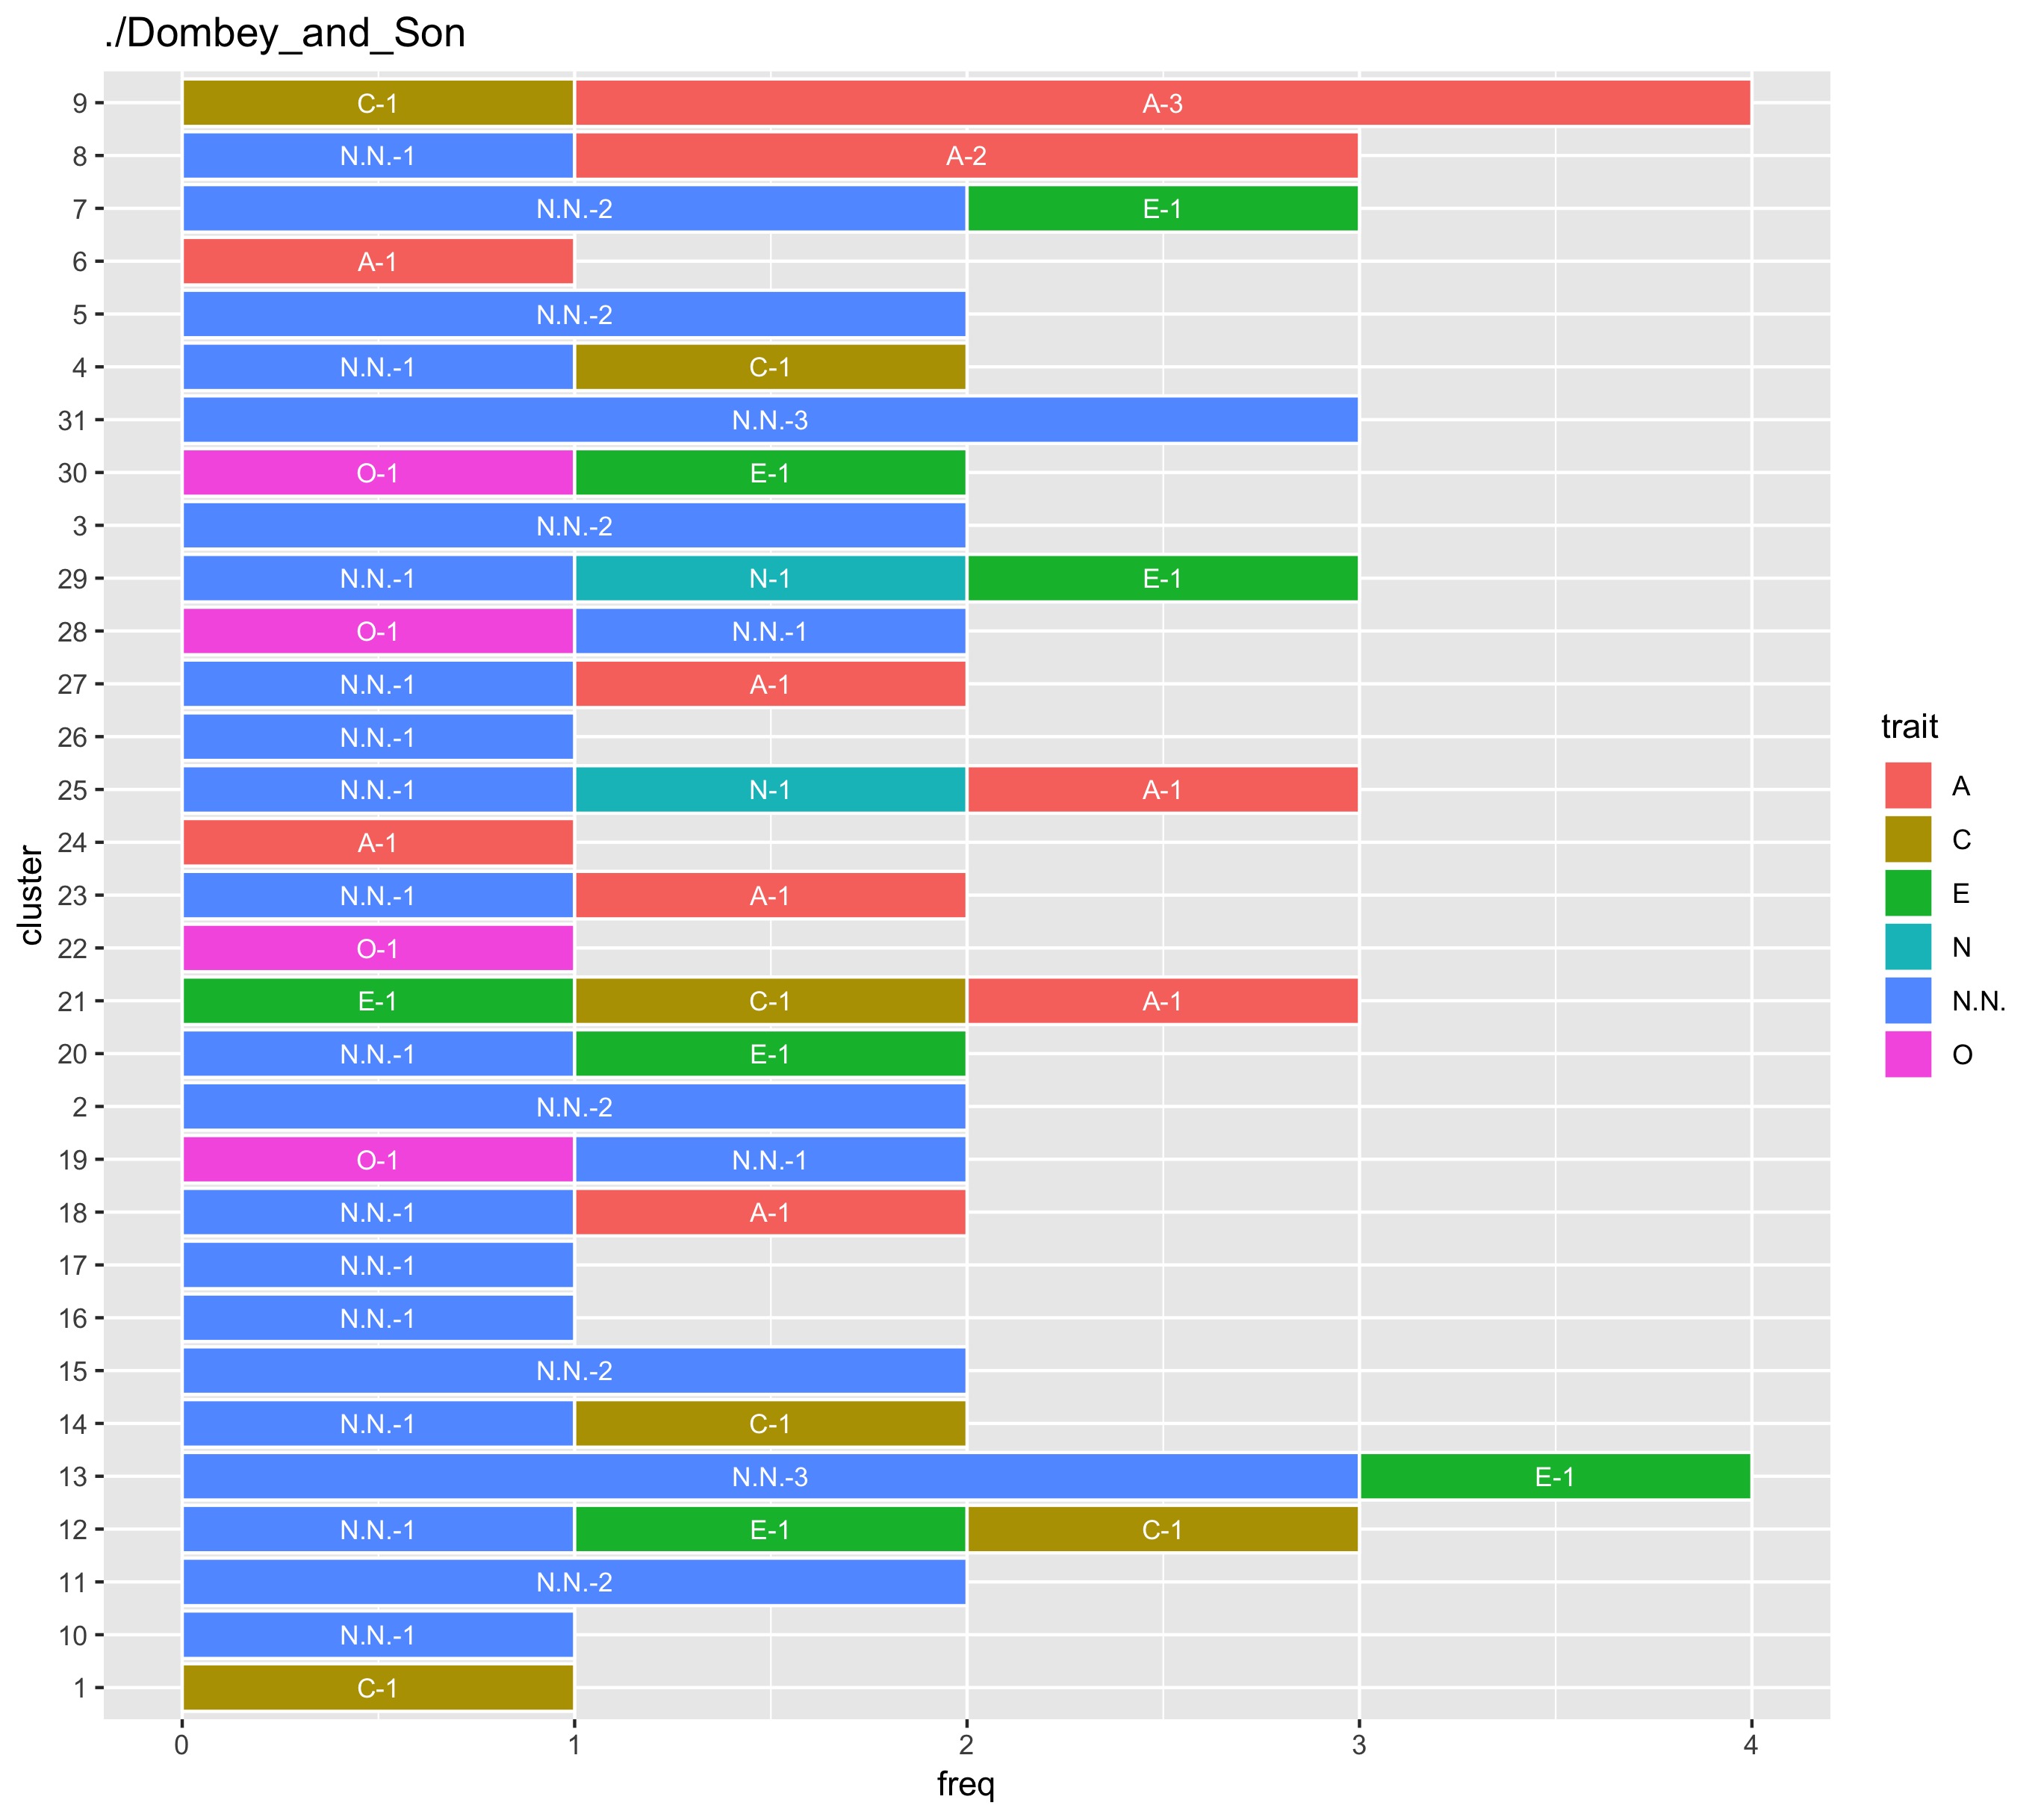 ./Dombey_and_Son
9 C-1 A-3
8 N.N.-1 A-2
7 N.N.-2 E-1
6 A-1
5 N.N.-2
4 N.N.-1 C-1
31 N.N.-3
30 O-1 E-1
3 N.N.-2
29 N.N.-1 N-1 E-1
28 O-1 N.N.-1
27 N.N.-1 A-1
26 N.N.-1
25 N.N.-1 N-1 A-1
24 A-1
23 N.N.-1 A-1
22 O-1
21 E-1 C-1 A-1
20 N.N.-1 E-1
2 N.N.-2
19 O-1 N.N.-1
18 N.N.-1 A-1
17 N.N.-1
16 N.N.-1
15 N.N.-2
14 N.N.-1 C-1
13 N.N.-3 E-1
12 N.N.-1 E-1 C-1
11 N.N.-2
10 N.N.-1
1 C-1
0 1 2 3 4
freq
cluster
trait
A
C
E
N
N.N.
O